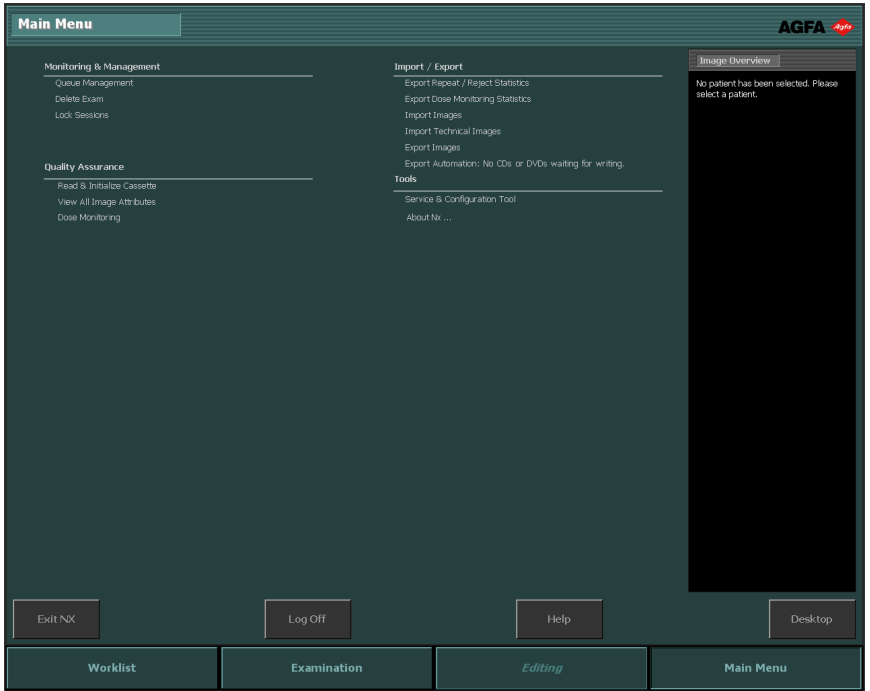 Main Menu
AGFA
Agfa
Monitoring & Management
Queue Management
Delete Exam
Lock Sessions
Quality Assurance
Read & Initialize Cassette
View All Image Attributes
Dose Monitoring
Import / Export
Export Repeat / Reject Statistics
Export Dose Monitoring Statistics
Import Images
Import Technical Images
Export Images
Export Automation: No CDs or DVDs waiting for writing.
Tools
Service & Configuration Tool
About Nx ...
Image Overview
No patient has been selected. Please
select a patient.
Exit NX
Log Off
Help
Desktop
Worklist
Examination
Editing
Main Menu